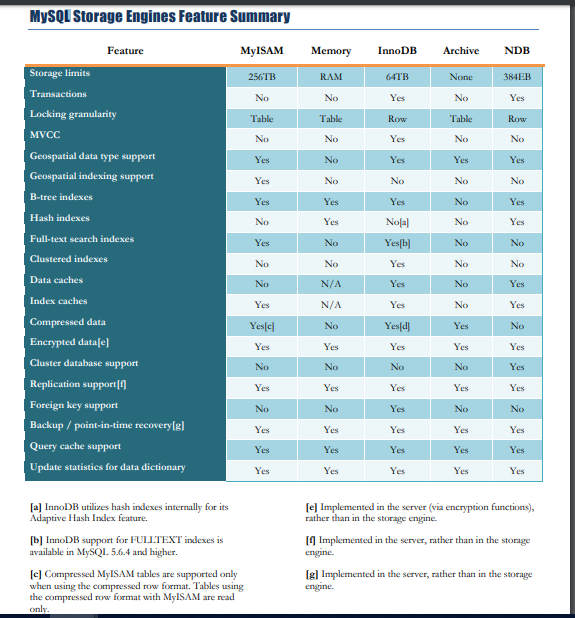 MySQL Storage Engines Feature Summary
Feature MyISAM Memory InnoDB Archive NDB
Storage limits 256TB RAM 64TB None 384EB
Transactions No No Yes No Yes
Locking granularity Table Table Row Table Row
MVCC No No Yes No No
Geospatial data type support Yes No Yes Yes Yes
Geospatial indexing support Yes No No No No
B-tree indexes Yes Yes Yes No Yes
Hash indexes No Yes No[a] No Yes
Full-text search indexes Yes No Yes[b] No No
Clustered indexes No No Yes No No
Data caches No N/A Yes No Yes
Index caches Yes N/A Yes No Yes
Compressed data Yes[c] No Yes[d] Yes No
Encrypted data[e] Yes Yes Yes Yes Yes
Cluster database support No No No No Yes
Replication support[f] Yes Yes Yes Yes Yes
Foreign key support No No Yes No No
Backup / point-in-time recovery[g] Yes Yes Yes Yes Yes
Query cache support Yes Yes Yes Yes Yes
Update statistics for data dictionary Yes Yes Yes Yes Yes
[a] InnoDB utilizes hash indexes internally for its
Adaptive Hash Index feature.
[b] InnoDB support for FULLTEXT indexes is
available in MySQL 5.6.4 and higher.
[c] Compressed MyISAM tables are supported only
when using the compressed row format. Tables using
the compressed row format with MyISAM are read
only.
[e] Implemented in the server (via encryption functions),
rather than in the storage engine.
[f] Implemented in the server, rather than in the storage
engine.
[g] Implemented in the server, rather than in the storage
engine.